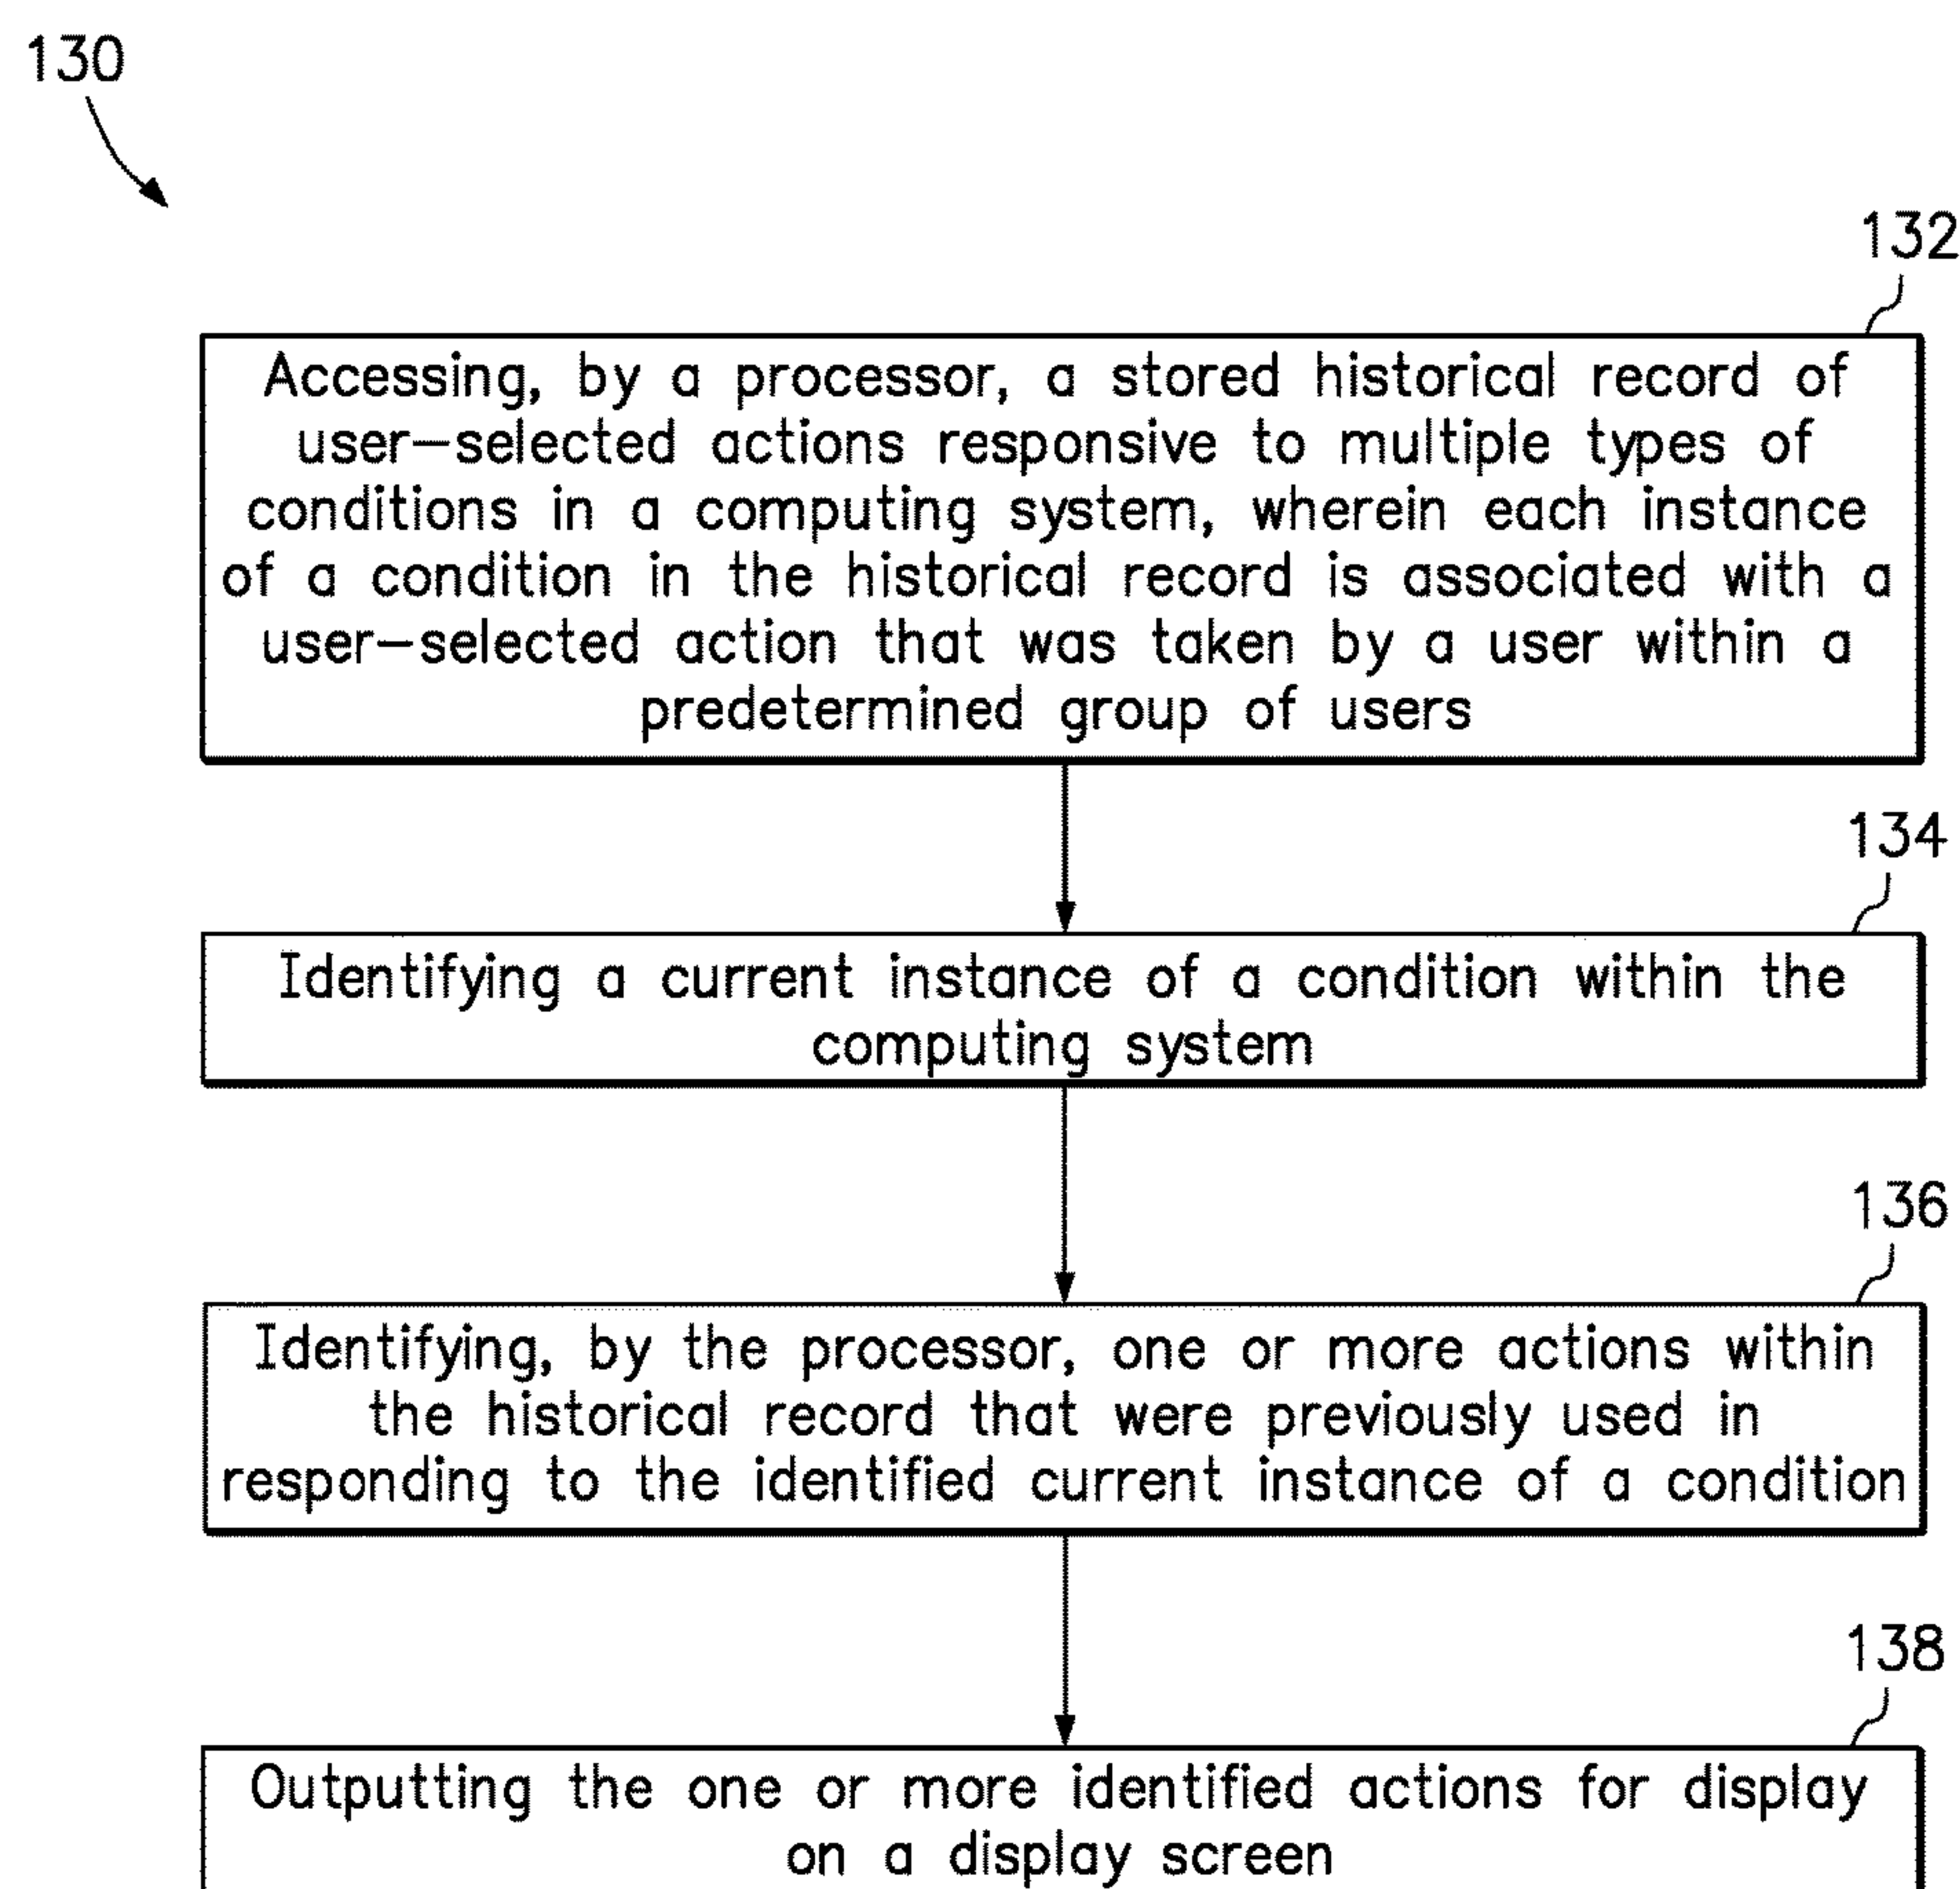 130
132
Accessing, by a processor, a stored historical record of
user-selected actions responsive to multiple types of
conditions in a computing system, wherein each instance
of a condition in the historical record is associated with a
user-selected action that was taken by a user within a
predetermined group of users
134
Identifying a current instance of a condition within the
computing system
136
Identifying, by the processor, one or more actions within
the historical record that were previously used in
responding to the identified current instance of a condition
138
Outputting the one or more identified actions for display
on a display screen